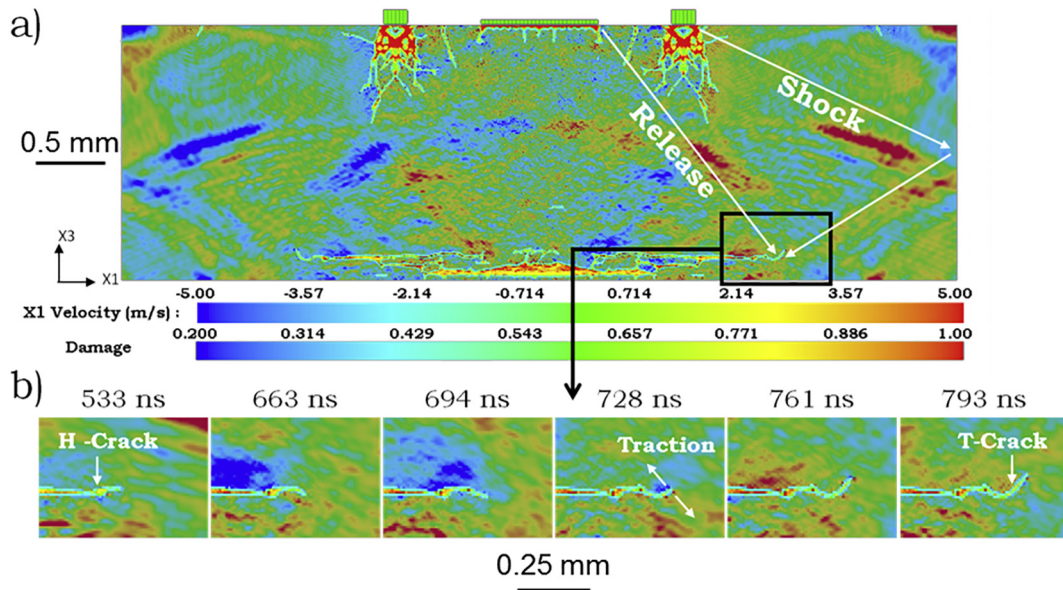 a)
Shock
Release
0.5 mm
X3
X1
-5.00 -3.57 -2.14 -0.714 0.714 2.14 3.57 5.00
X1 Velocity (m/s) :
0.200 0.314 0.429 0.543 0.657 0.771 0.886 1.00
Damage
b)
533 ns 663 ns 694 ns 728 ns 761 ns 793 ns
H -Crack
Traction
T-Crack
0.25 mm